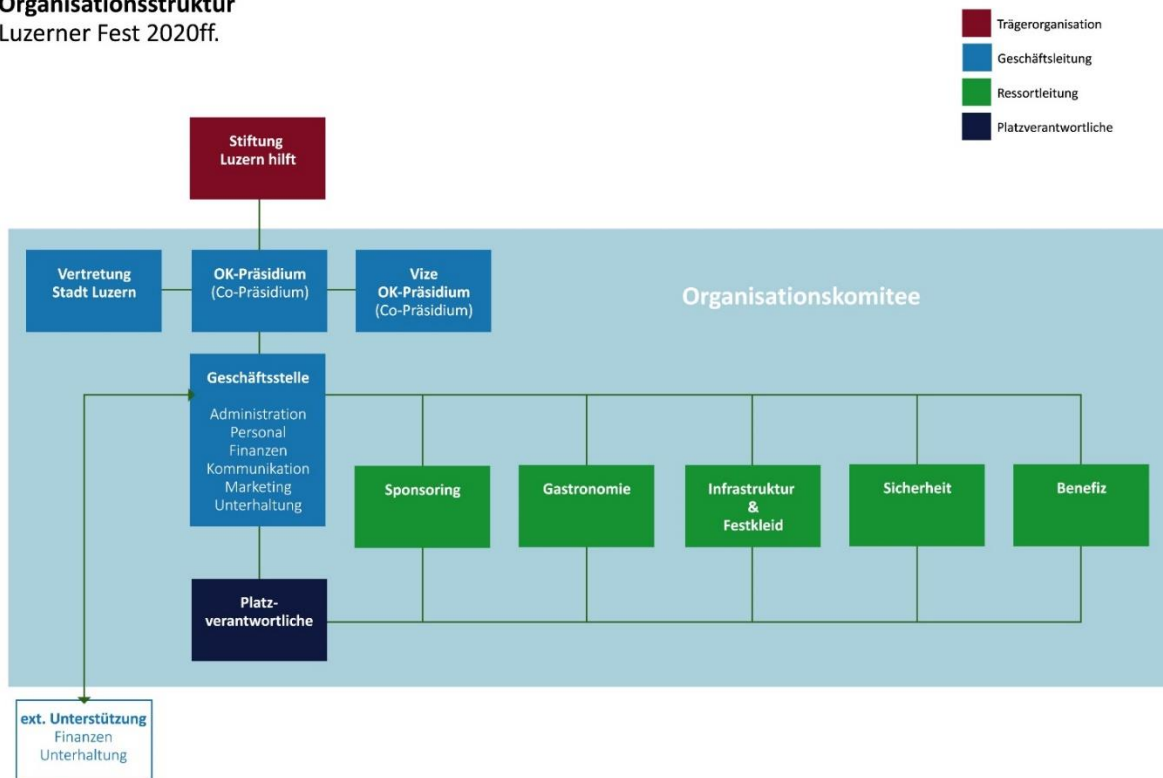 Organisationsstruktur
Luzerner Fest 2020ff.
Trägerorganisation
Geschäftsleitung
Ressortleitung
Platzverantwortliche
Stiftung
Luzern hilft
Vertretung
Stadt Luzern
OK-Präsidium
(Co-Präsidium)
Vize
OK-Präsidium
(Co-Präsidium)
Organisationskomitee
Geschäftsstelle
Administration
Personal
Finanzen
Kommunikation
Marketing
Unterhaltung
Sponsoring
Gastronomie
Infrastruktur
&
Festkleid
Sicherheit
Benefiz
Platz-
verantwortliche
ext. Unterstützung
Finanzen
Unterhaltung